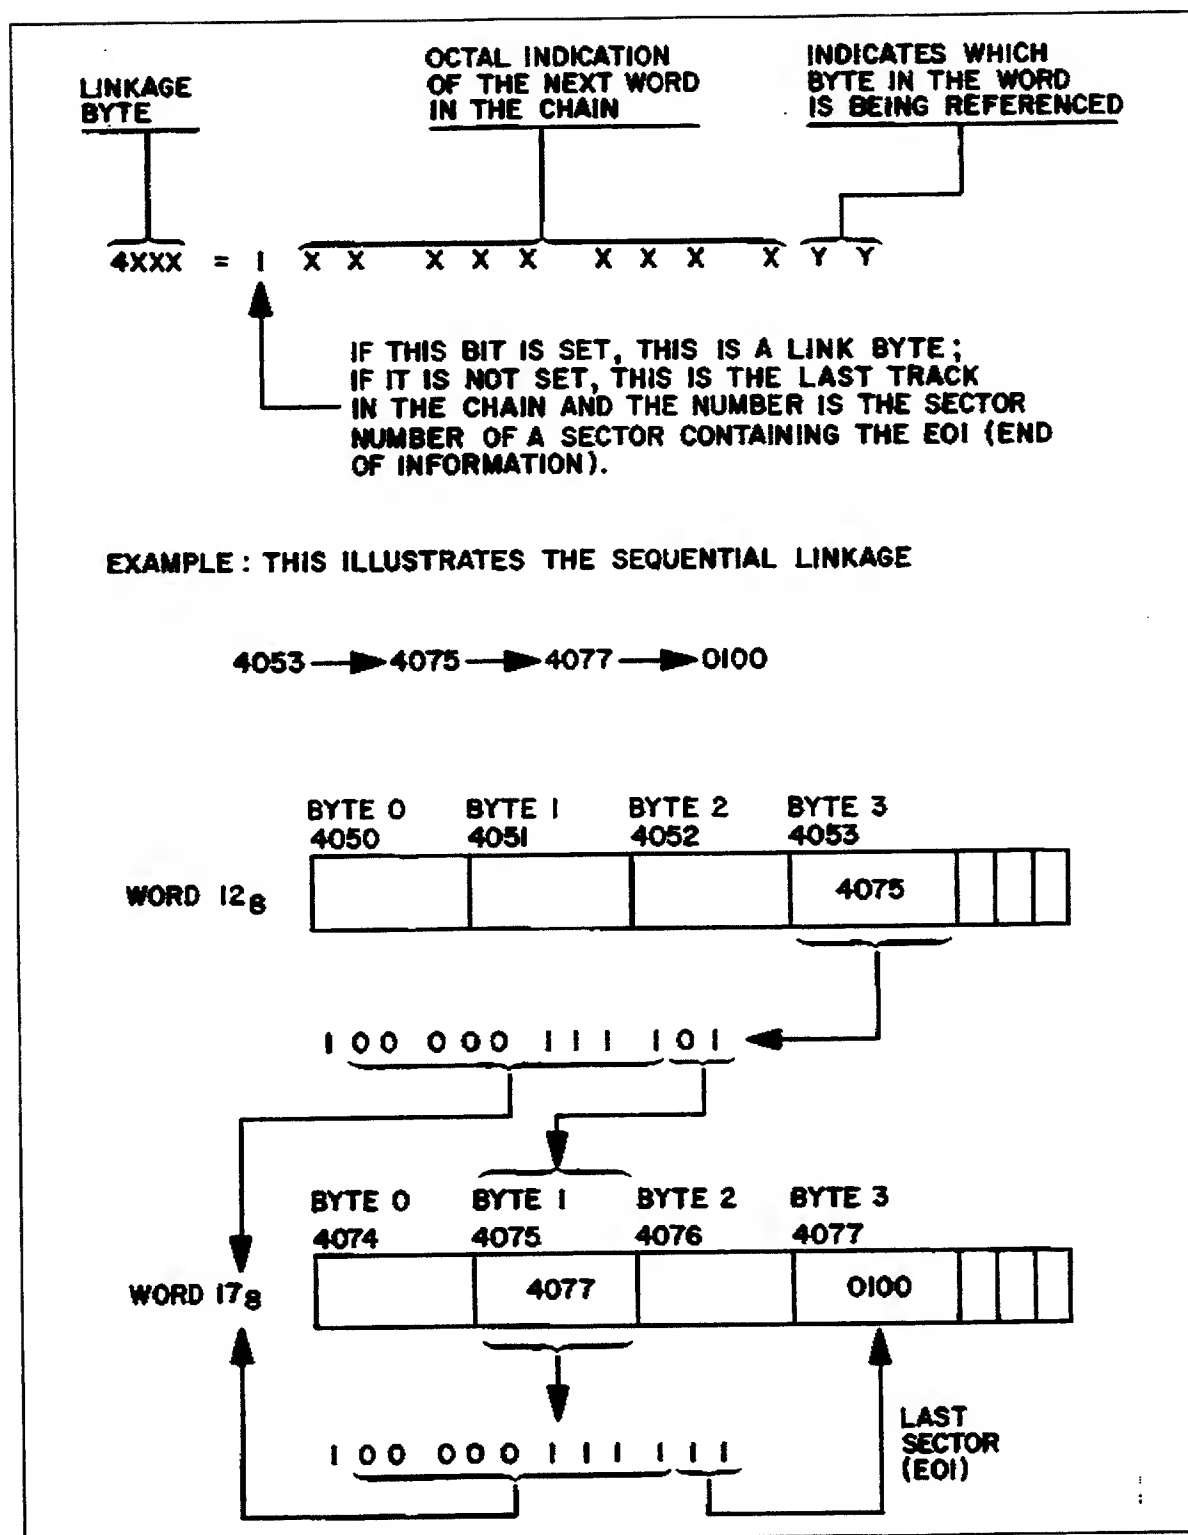 LINKAGE
BYTE
OCTAL INDICATION
OF THE NEXT WORD
IN THE CHAIN
INDICATES WHICH
BYTE IN THE WORD
IS BEING REFERENCED
4XXX = 1 X X X X X X X X X Y Y
IF THIS BIT IS SET, THIS IS A LINK BYTE;
IF IT IS NOT SET, THIS IS THE LAST TRACK
IN THE CHAIN AND THE NUMBER IS THE SECTOR
NUMBER OF A SECTOR CONTAINING THE EOI (END
OF INFORMATION).
EXAMPLE: THIS ILLUSTRATES THE SEQUENTIAL LINKAGE
4053 → 4075 → 4077 → 0100
BYTE 0 BYTE 1 BYTE 2 BYTE 3
4050 4051 4052 4053
WORD 12₈ 4075
1 0 0 0 0 0 1 1 1 1 0 1
BYTE 0 BYTE 1 BYTE 2 BYTE 3
4074 4075 4076 4077
WORD 17₈ 4077 0100
1 0 0 0 0 0 1 1 1 1 1 1
LAST
SECTOR
(EOI)